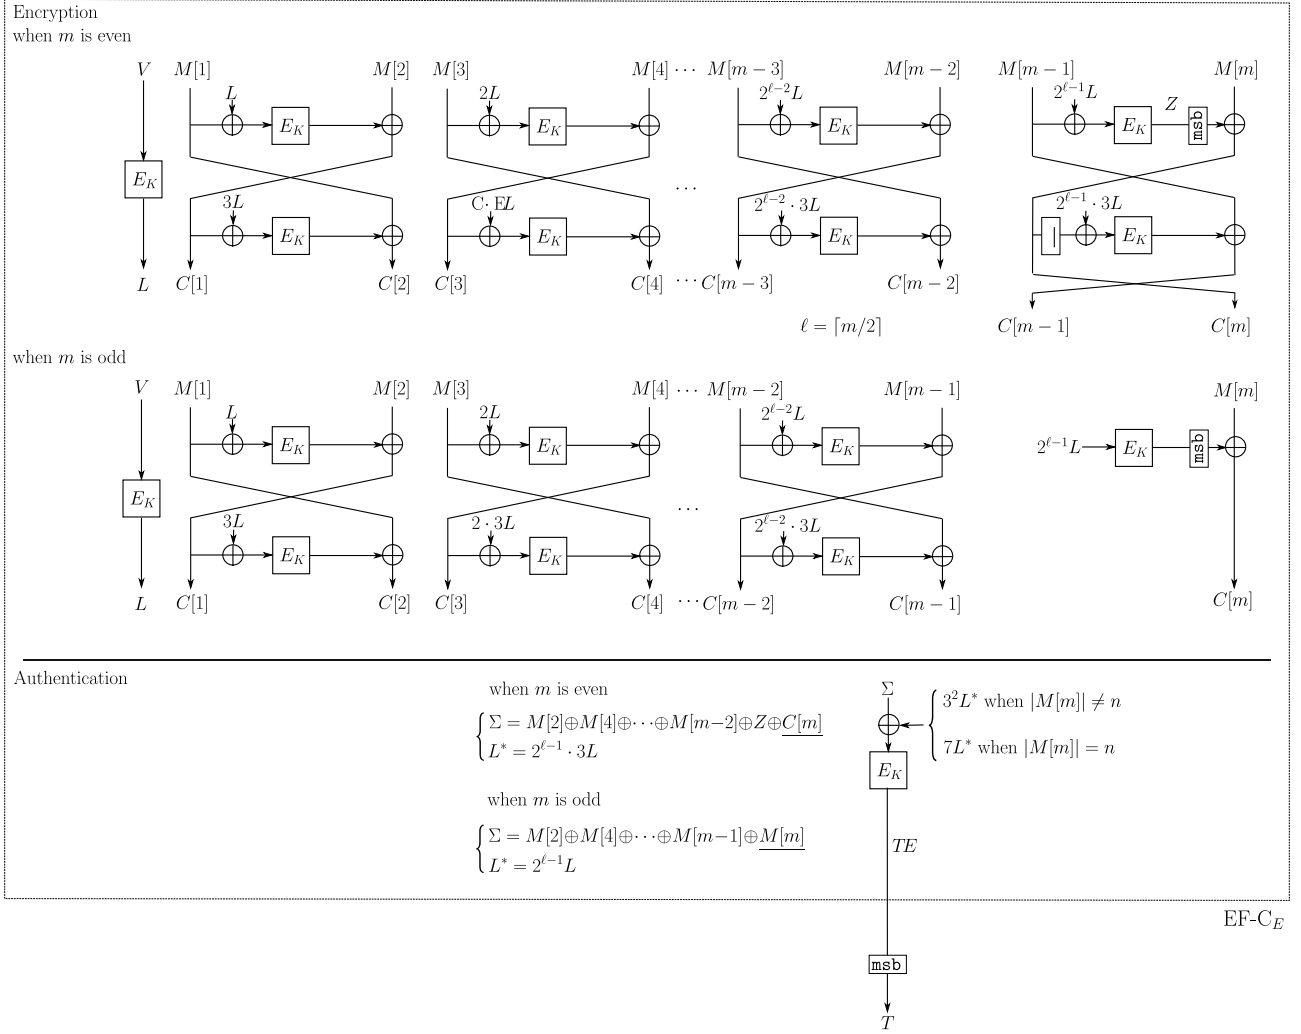 Encryption
when m is even
V M[1] M[2] M[3] M[4] ··· M[m − 3] M[m − 2] M[m − 1] M[m]
L 2L 2^{ℓ−2}L 2^{ℓ−1}L Z
E_K E_K E_K E_K msb
E_K
···
3L C· EL 2^{ℓ−2} · 3L 2^{ℓ−1} · 3L
E_K E_K E_K E_K
L C[1] C[2] C[3] C[4] ··· C[m − 3] C[m − 2]
C[m − 1] C[m]
ℓ = ⌈m/2⌉
when m is odd
V M[1] M[2] M[3] M[4] ··· M[m − 2] M[m − 1] M[m]
L 2L 2^{ℓ−2}L
E_K E_K E_K 2^{ℓ−1}L E_K msb
E_K
···
3L 2 · 3L 2^{ℓ−2} · 3L
E_K E_K E_K
L C[1] C[2] C[3] C[4] ··· C[m − 2] C[m − 1] C[m]
Authentication
when m is even
Σ = M[2]⊕M[4]⊕···⊕M[m−2]⊕Z⊕C[m]
L* = 2^{ℓ−1} · 3L
when m is odd
Σ = M[2]⊕M[4]⊕···⊕M[m−1]⊕M[m]
L* = 2^{ℓ−1}L
Σ
3²L* when |M[m]| ≠ n
7L* when |M[m]| = n
E_K
TE
EF-C_E
msb
T